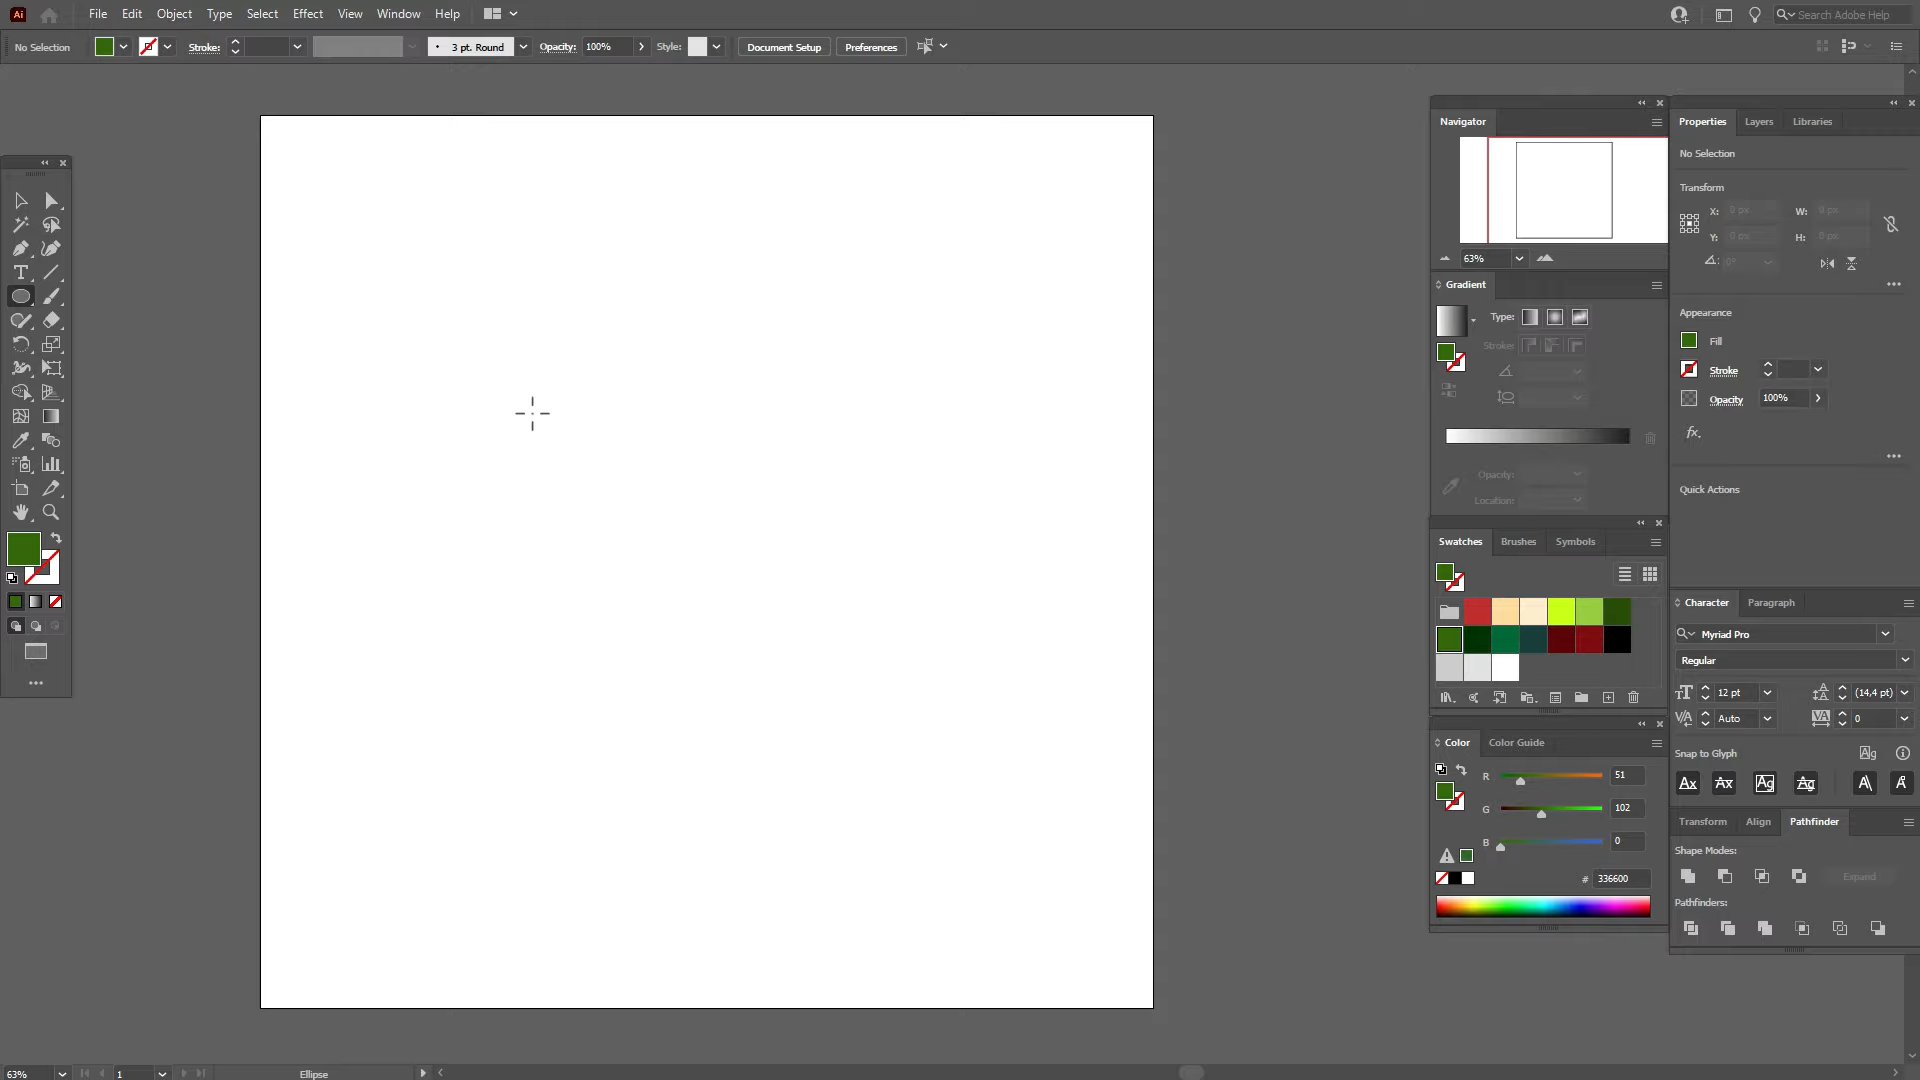 Ai File Edit Object Type Select Effect View Window Help Search Adobe Help
No Selection Stroke: 3 pt. Round Opacity: 100% Style: Document Setup Preferences
Navigator
63%
Gradient
Type:
Stroke:
Opacity:
Location:
Swatches Brushes Symbols
Color Color Guide
R 51
G 102
B 0
# 336600
Properties Layers Libraries
No Selection
Transform
X: 0 px W: 0 px
Y: 0 px H: 0 px
0°
Appearance
Fill
Stroke
Opacity 100%
fx.
Quick Actions
Character Paragraph
Myriad Pro
Regular
12 pt (14,4 pt)
Auto 0
Snap to Glyph
Transform Align Pathfinder
Shape Modes:
Expand
Pathfinders:
63% 1 Ellipse